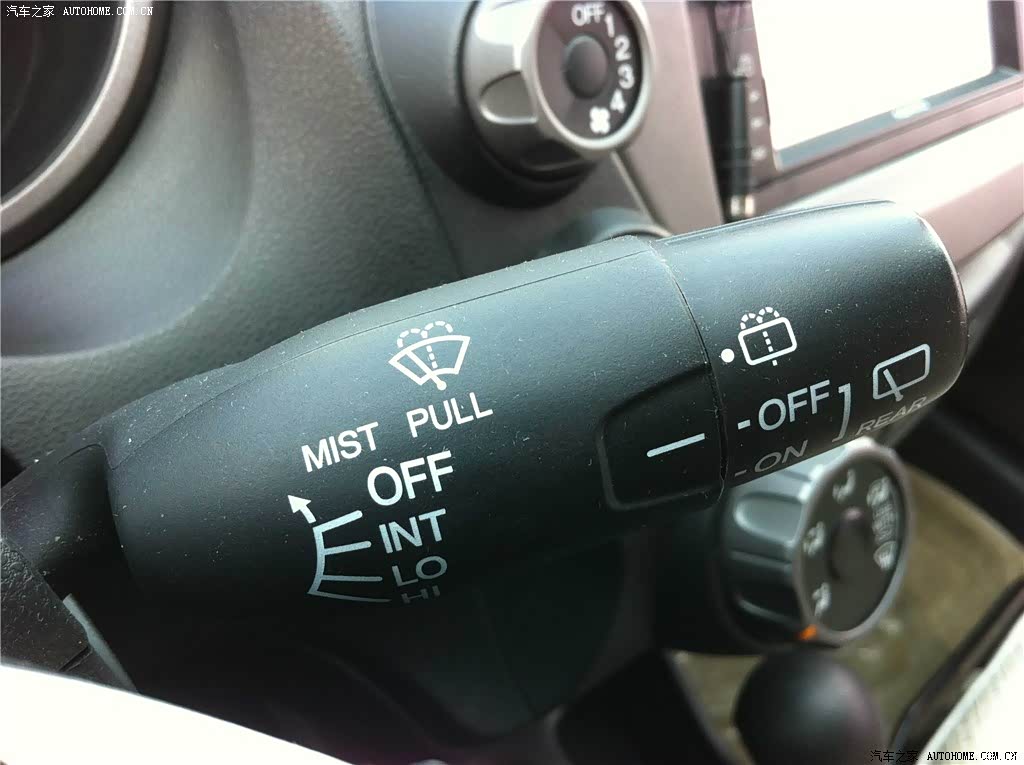 汽车之家 AUTOHOME.COM.CN
OFF
1
2
3
4
MIST PULL
OFF
INT
LO
HI
OFF
ON
REAR
汽车之家 AUTOHOME.COM.CN